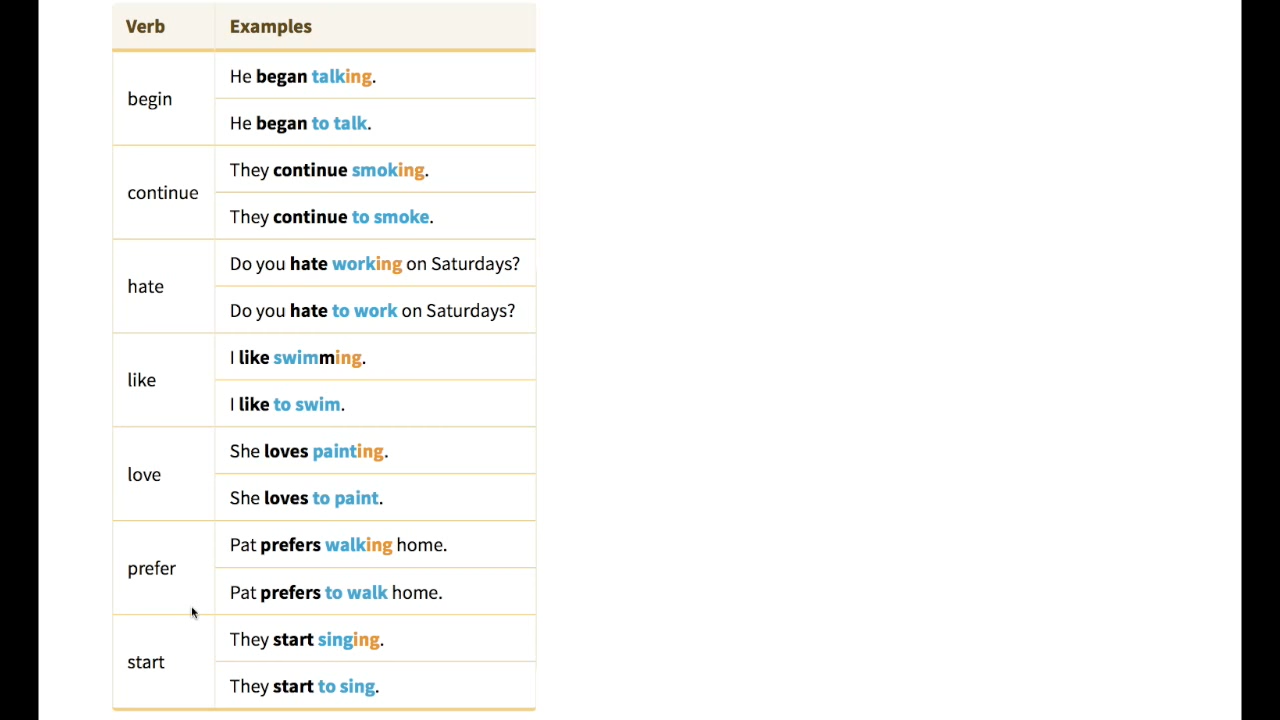 Verb Examples
begin
He began talking.
He began to talk.
continue
They continue smoking.
They continue to smoke.
hate
Do you hate working on Saturdays?
Do you hate to work on Saturdays?
like
I like swimming.
I like to swim.
love
She loves painting.
She loves to paint.
prefer
Pat prefers walking home.
Pat prefers to walk home.
start
They start singing.
They start to sing.